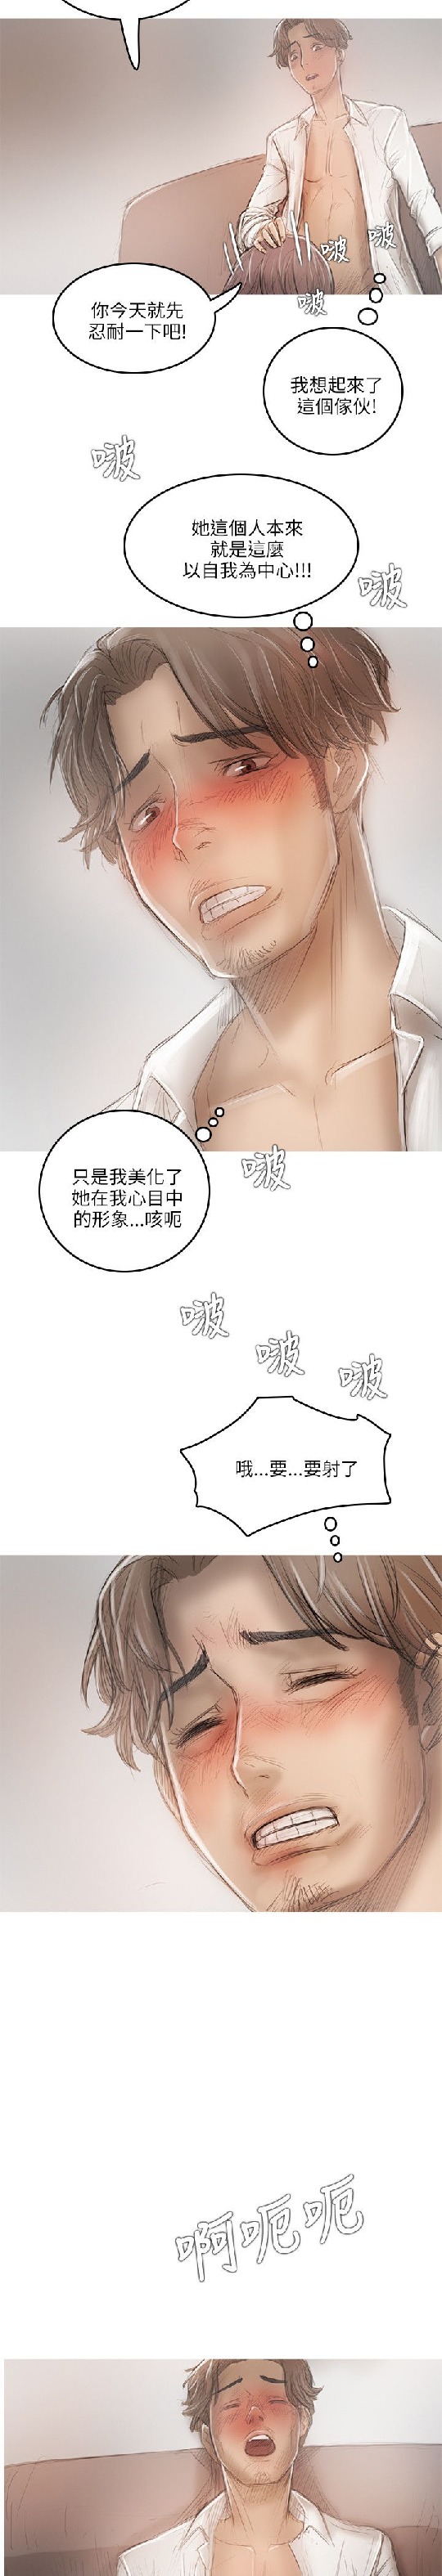 啵
啵
啵
你今天就先
忍耐一下吧!
我想起來了
這個傢伙!
啵
她這個人本來
就是這麼
以自我為中心!!!
啵
只是我美化了
她在我心目中
的形象...咳呃
啵
啵
啵
啵
哦...要...要射了
啊呃呃